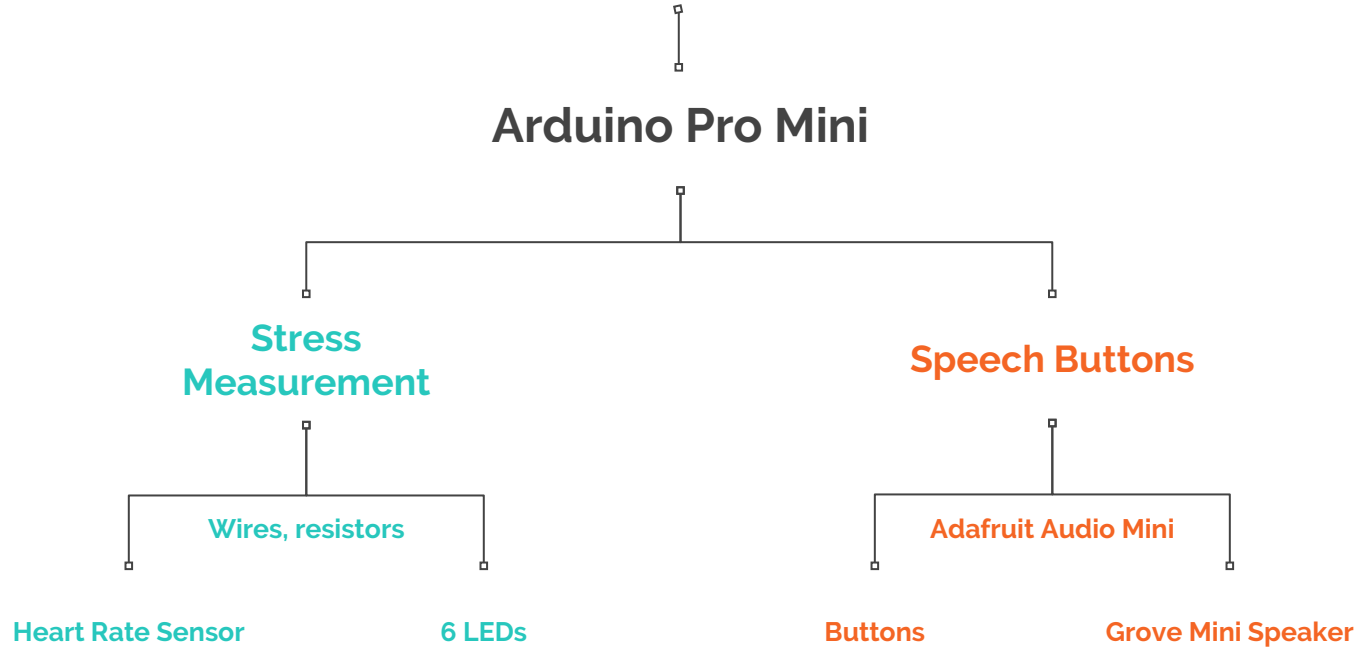 Arduino Pro Mini
Stress
Measurement
Speech Buttons
Wires, resistors
Adafruit Audio Mini
Heart Rate Sensor
6 LEDs
Buttons
Grove Mini Speaker